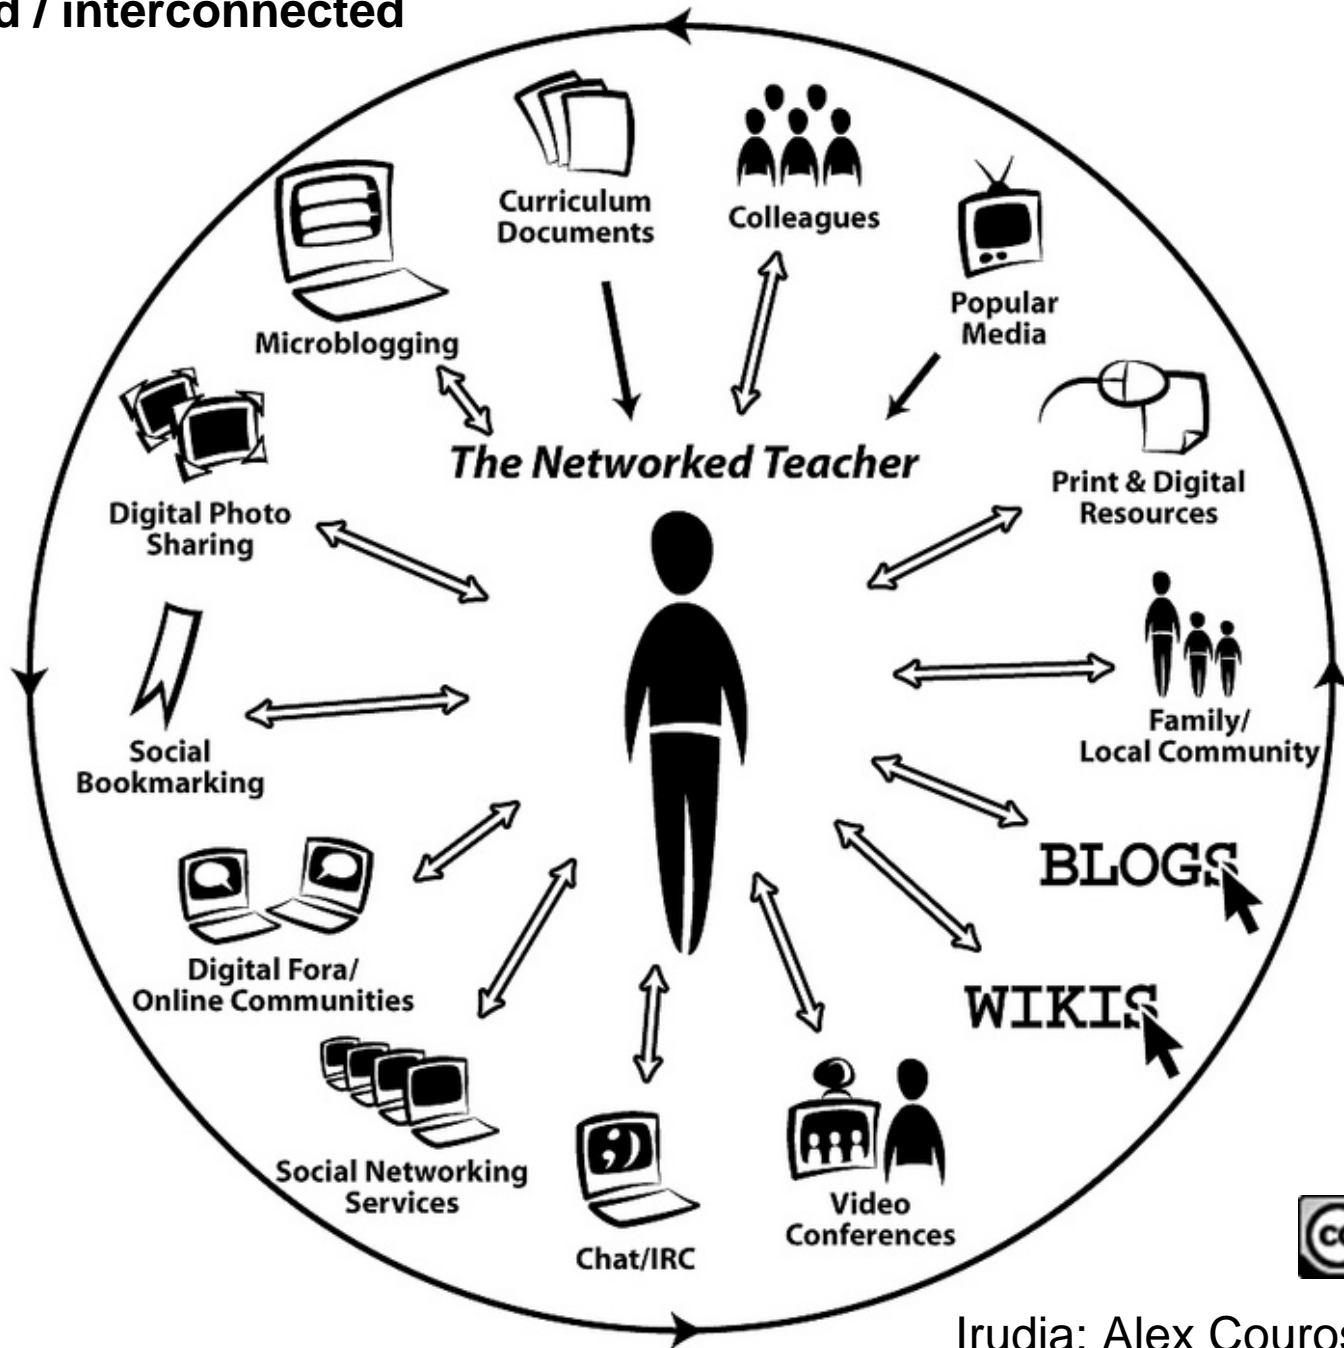 / interconnected
Curriculum
Documents
Colleagues
Popular
Media
Microblogging
The Networked Teacher
Print & Digital
Resources
Digital Photo
Sharing
Family/
Local Community
Social
Bookmarking
BLOGS
Digital Fora/
Online Communities
WIKIS
Social Networking
Services
;)
Chat/IRC
Video
Conferences
Irudia: Alex Couros